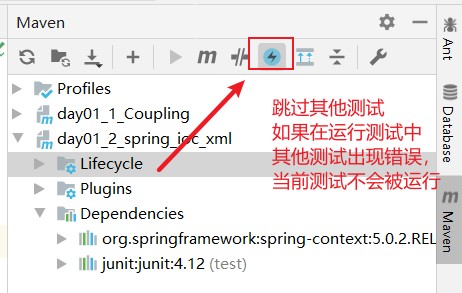 Maven
Profiles
day01_1_Coupling
day01_2_spring_ioc_xml
Lifecycle
Plugins
Dependencies
org.springframework:spring-context:5.0.2.REL
junit:junit:4.12 (test)
跳过其他测试
如果在运行测试中
其他测试出现错误，
当前测试不会被运行
Ant
Database
Maven